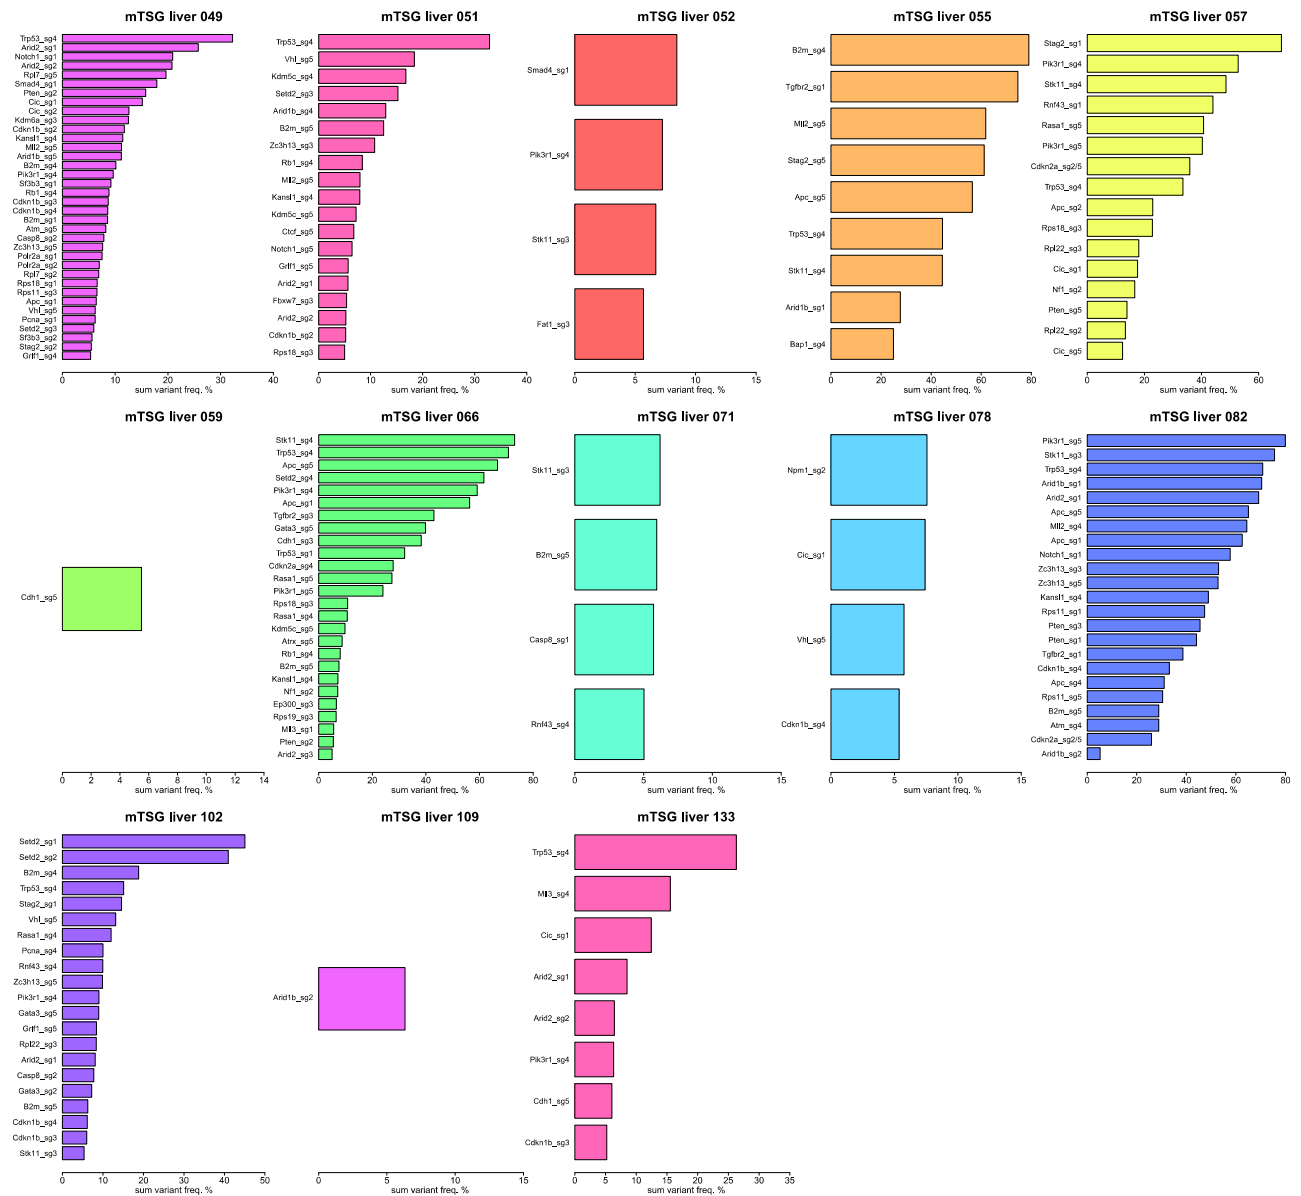 mTSG liver 049
Trp53_sg4
Arid2_sg1
Notch1_sg1
Arid2_sg2
Rpl7_sg5
Smad4_sg1
Pten_sg2
Cic_sg1
Cic_sg2
Kdm6a_sg3
Cdkn1b_sg2
Kansl1_sg4
Mll2_sg5
Arid1b_sg5
B2m_sg4
Pik3r1_sg4
Sf3b3_sg1
Rb1_sg4
Cdkn1b_sg3
Cdkn1b_sg4
B2m_sg1
Atm_sg5
Casp8_sg2
Zc3h13_sg5
Polr2a_sg1
Polr2a_sg2
Rpl7_sg2
Rps18_sg1
Rps11_sg3
Apc_sg1
Vhl_sg5
Pcna_sg1
Setd2_sg3
Sf3b3_sg2
Stag2_sg2
Grlf1_sg4
0 10 20 30 40
sum variant freq. %
mTSG liver 051
Trp53_sg4
Vhl_sg5
Kdm5c_sg4
Setd2_sg3
Arid1b_sg4
B2m_sg5
Zc3h13_sg3
Rb1_sg4
Mll2_sg5
Kansl1_sg4
Kdm5c_sg5
Ctcf_sg5
Notch1_sg5
Grlf1_sg5
Arid2_sg1
Fbxw7_sg3
Arid2_sg2
Cdkn1b_sg2
Rps18_sg3
0 10 20 30 40
sum variant freq. %
mTSG liver 052
Smad4_sg1
Pik3r1_sg4
Stk11_sg3
Fat1_sg3
0 5 10 15
sum variant freq. %
mTSG liver 055
B2m_sg4
Tgfbr2_sg1
Mll2_sg5
Stag2_sg5
Apc_sg5
Trp53_sg4
Stk11_sg4
Arid1b_sg1
Bap1_sg4
0 20 40 60 80
sum variant freq. %
mTSG liver 057
Stag2_sg1
Pik3r1_sg4
Stk11_sg4
Rnf43_sg1
Rasa1_sg5
Pik3r1_sg5
Cdkn2a_sg2/5
Trp53_sg4
Apc_sg2
Rps18_sg3
Rpl22_sg3
Cic_sg1
Nf1_sg2
Pten_sg5
Rpl22_sg2
Cic_sg5
0 20 40 60
sum variant freq. %
mTSG liver 059
Cdh1_sg5
0 2 4 6 8 10 12 14
sum variant freq. %
mTSG liver 066
Stk11_sg4
Trp53_sg4
Apc_sg5
Setd2_sg4
Pik3r1_sg4
Apc_sg1
Tgfbr2_sg3
Gata3_sg5
Cdh1_sg3
Trp53_sg1
Cdkn2a_sg4
Rasa1_sg5
Pik3r1_sg5
Rps18_sg3
Rasa1_sg4
Kdm5c_sg5
Atrx_sg5
Rb1_sg4
B2m_sg5
Kansl1_sg4
Nf1_sg2
Ep300_sg3
Rps19_sg3
Mll3_sg1
Pten_sg2
Arid2_sg3
0 20 40 60 80
sum variant freq. %
mTSG liver 071
Stk11_sg3
B2m_sg5
Casp8_sg1
Rnf43_sg4
0 5 10 15
sum variant freq. %
mTSG liver 078
Npm1_sg2
Cic_sg1
Vhl_sg5
Cdkn1b_sg4
0 5 10 15
sum variant freq. %
mTSG liver 082
Pik3r1_sg5
Stk11_sg3
Trp53_sg4
Arid1b_sg1
Arid2_sg1
Apc_sg5
Mll2_sg4
Apc_sg1
Notch1_sg1
Zc3h13_sg3
Zc3h13_sg5
Kansl1_sg4
Rps11_sg1
Pten_sg3
Pten_sg1
Tgfbr2_sg1
Cdkn1b_sg4
Apc_sg4
Rps11_sg5
B2m_sg5
Atm_sg4
Cdkn2a_sg2/5
Arid1b_sg2
0 20 40 60 80
sum variant freq. %
mTSG liver 102
Setd2_sg1
Setd2_sg2
B2m_sg4
Trp53_sg4
Stag2_sg1
Vhl_sg5
Rasa1_sg4
Pcna_sg4
Rnf43_sg4
Zc3h13_sg5
Pik3r1_sg4
Gata3_sg5
Grlf1_sg5
Rpl22_sg3
Arid2_sg1
Casp8_sg2
Gata3_sg2
B2m_sg5
Cdkn1b_sg4
Cdkn1b_sg3
Stk11_sg3
0 10 20 30 40 50
sum variant freq. %
mTSG liver 109
Arid1b_sg2
0 5 10 15
sum variant freq. %
mTSG liver 133
Trp53_sg4
Mll3_sg4
Cic_sg1
Arid2_sg1
Arid2_sg2
Pik3r1_sg4
Cdh1_sg5
Cdkn1b_sg3
0 5 10 15 20 25 30 35
sum variant freq. %